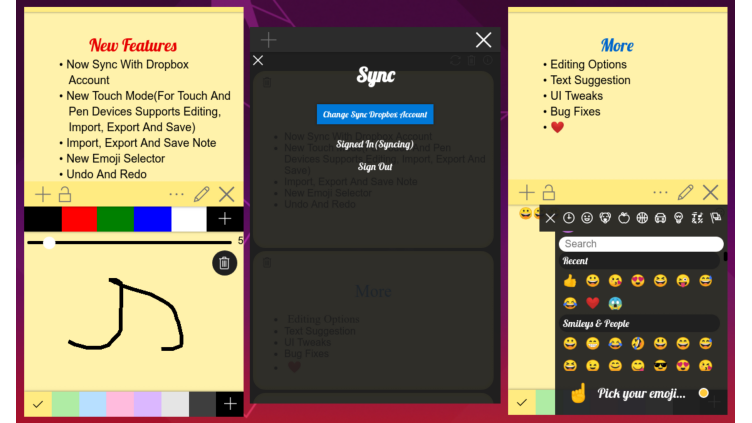 New Features
• Now Sync With Dropbox
Account
• New Touch Mode(For Touch And
Pen Devices Supports Editing,
Import, Export And Save)
• Import, Export And Save Note
• New Emoji Selector
• Undo And Redo
5
Sync
Change Sync Dropbox Account
Signed In(Syncing)
Sign Out
• Now Sync With Dropbox Account
• New Touch Mode(For Touch And Pen
Devices Supports Editing, Import, Export And
Save)
• Import, Export And Save Note
• New Emoji Selector
• Undo And Redo
More
• Editing Options
• Text Suggestion
• UI Tweaks
• Bug Fixes
• ❤️
More
• Editing Options
• Text Suggestion
• UI Tweaks
• Bug Fixes
• ❤️
Search
Recent
Smileys & People
Pick your emoji...